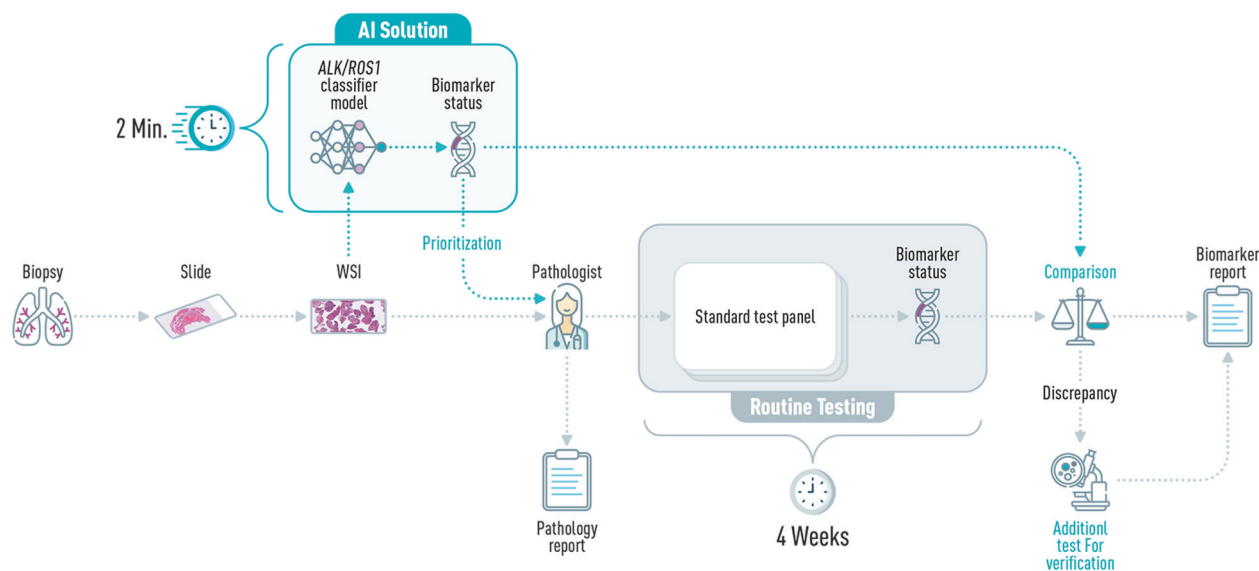 AI Solution
ALK/ROS1
classifier
model
Biomarker
status
2 Min.
Prioritization
Biopsy
Slide
WSI
Pathologist
Standard test panel
Biomarker
status
Comparison
Biomarker
report
Routine Testing
Discrepancy
4 Weeks
Pathology
report
Additionl
test For
verification